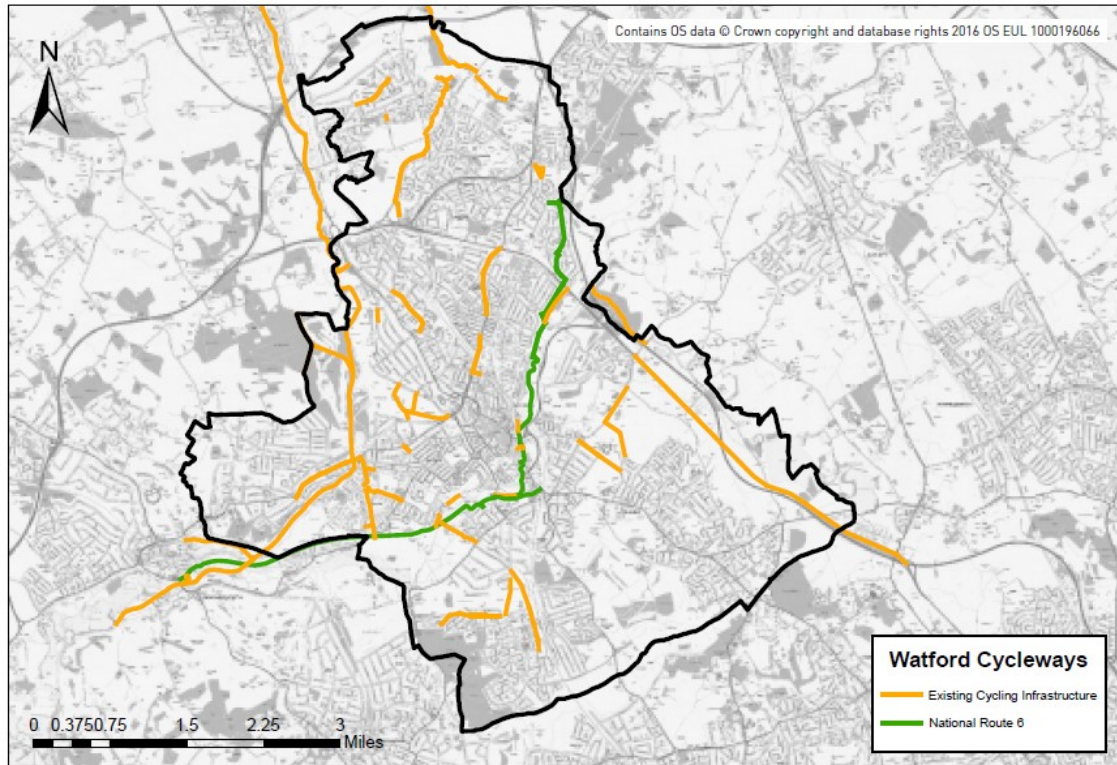 Contains OS data © Crown copyright and database rights 2016 OS EUL 1000196066
N
Watford Cycleways
Existing Cycling Infrastructure
National Route 6
0 0.3750.75 1.5 2.25 3
Miles